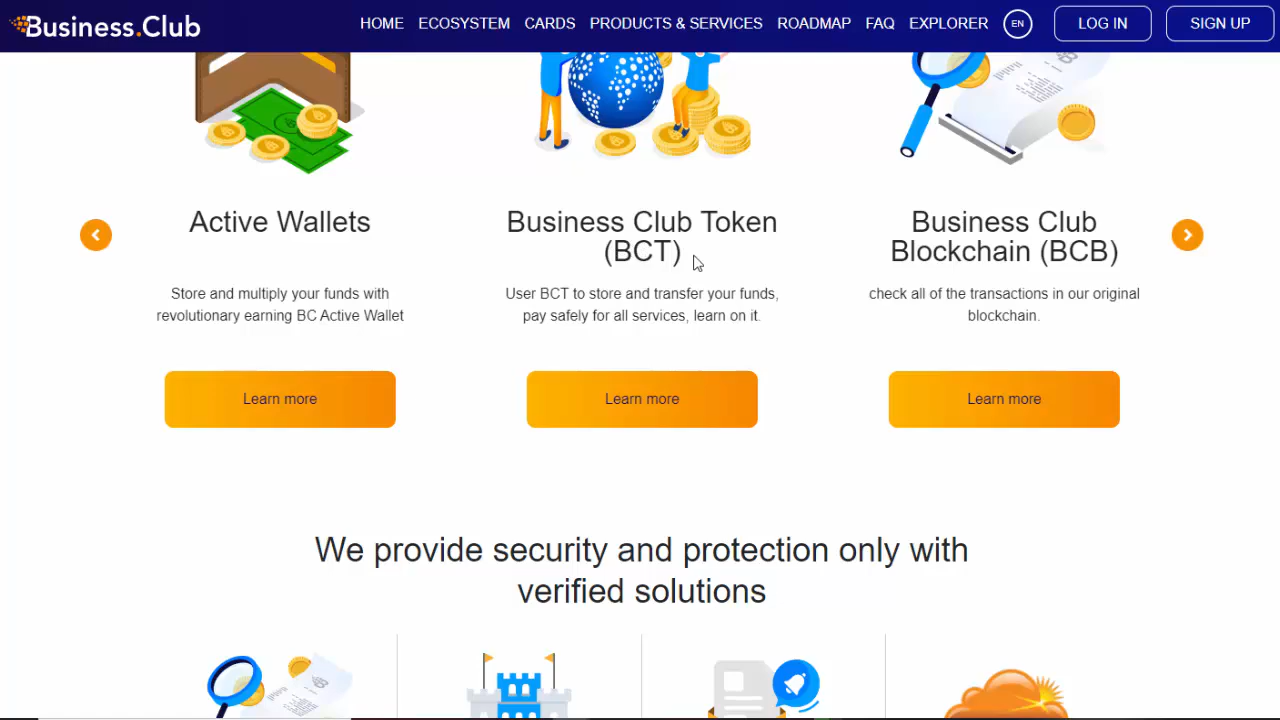 Business.Club
HOME ECOSYSTEM CARDS PRODUCTS & SERVICES ROADMAP FAQ EXPLORER EN LOG IN SIGN UP
Active Wallets
Store and multiply your funds with
revolutionary earning BC Active Wallet
Learn more
Business Club Token
(BCT)
User BCT to store and transfer your funds,
pay safely for all services, learn on it.
Learn more
Business Club
Blockchain (BCB)
check all of the transactions in our original
blockchain.
Learn more
We provide security and protection only with
verified solutions